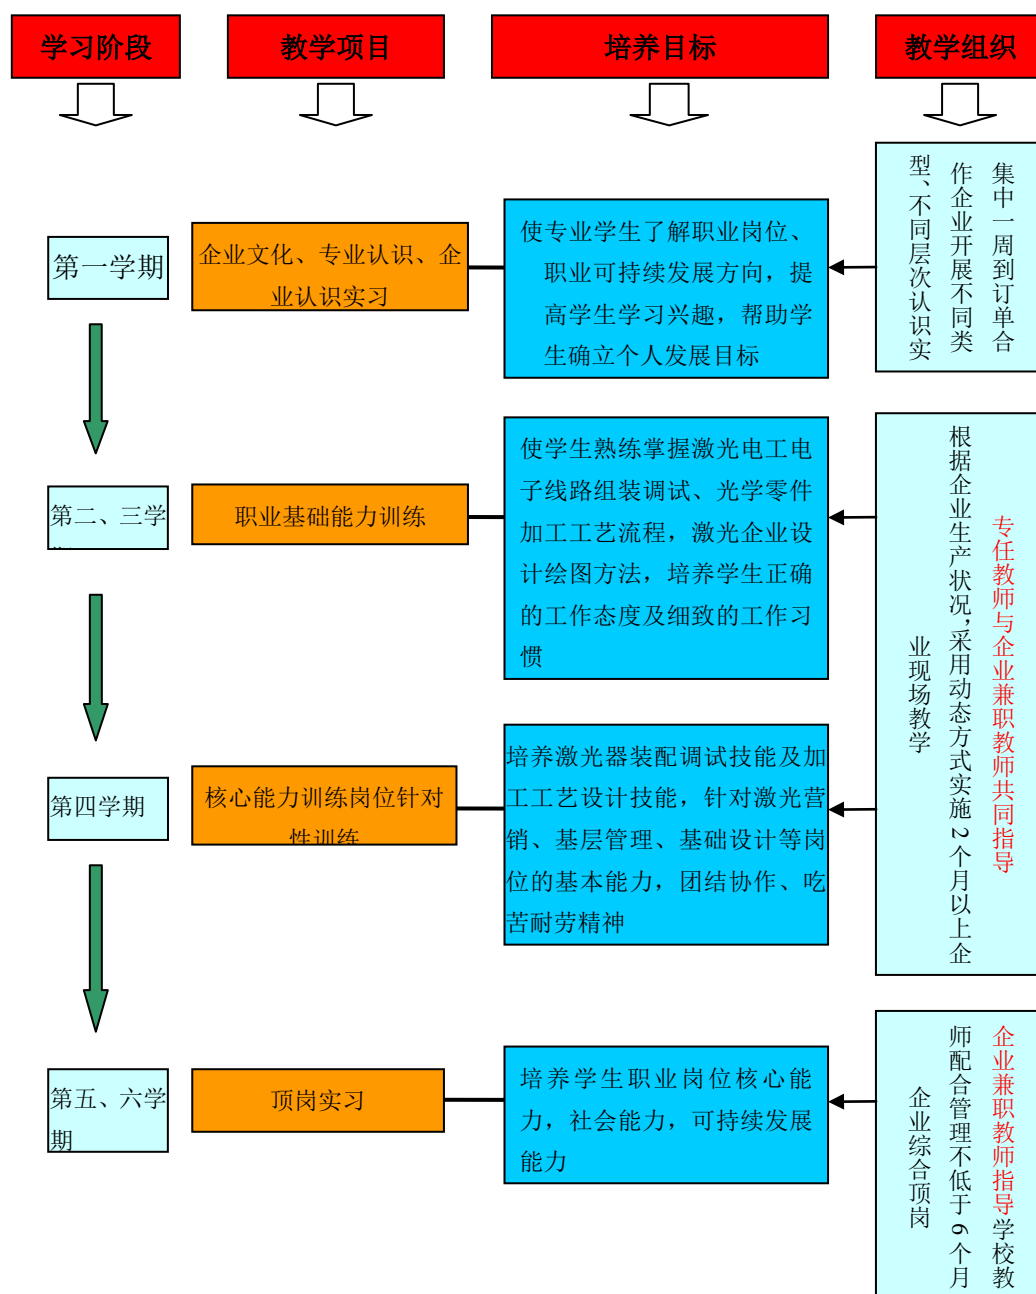 学习阶段
教学项目
培养目标
教学组织
第一学期
企业文化、专业认识、企
业认识实习
使专业学生了解职业岗位、
职业可持续发展方向，提
高学生学习兴趣，帮助学
生确立个人发展目标
集中一周到订单合
作企业开展不同类
型、不同层次认识实
第二、三学
职业基础能力训练
使学生熟练掌握激光电工电
子线路组装调试、光学零件
加工工艺流程，激光企业设
计绘图方法，培养学生正确
的工作态度及细致的工作习
惯
专任教师与企业兼职教师共同指导
根据企业生产状况，采用动态方式实施 2 个月以上企
业现场教学
第四学期
核心能力训练岗位针对
性训练
培养激光器装配调试技能及加
工工艺设计技能，针对激光营
销、基层管理、基础设计等岗
位的基本能力，团结协作、吃
苦耐劳精神
第五、六学
期
顶岗实习
培养学生职业岗位核心能
力，社会能力，可持续发展
能力
企业兼职教师指导学校教
师配合管理不低于 6 个月
企业综合顶岗